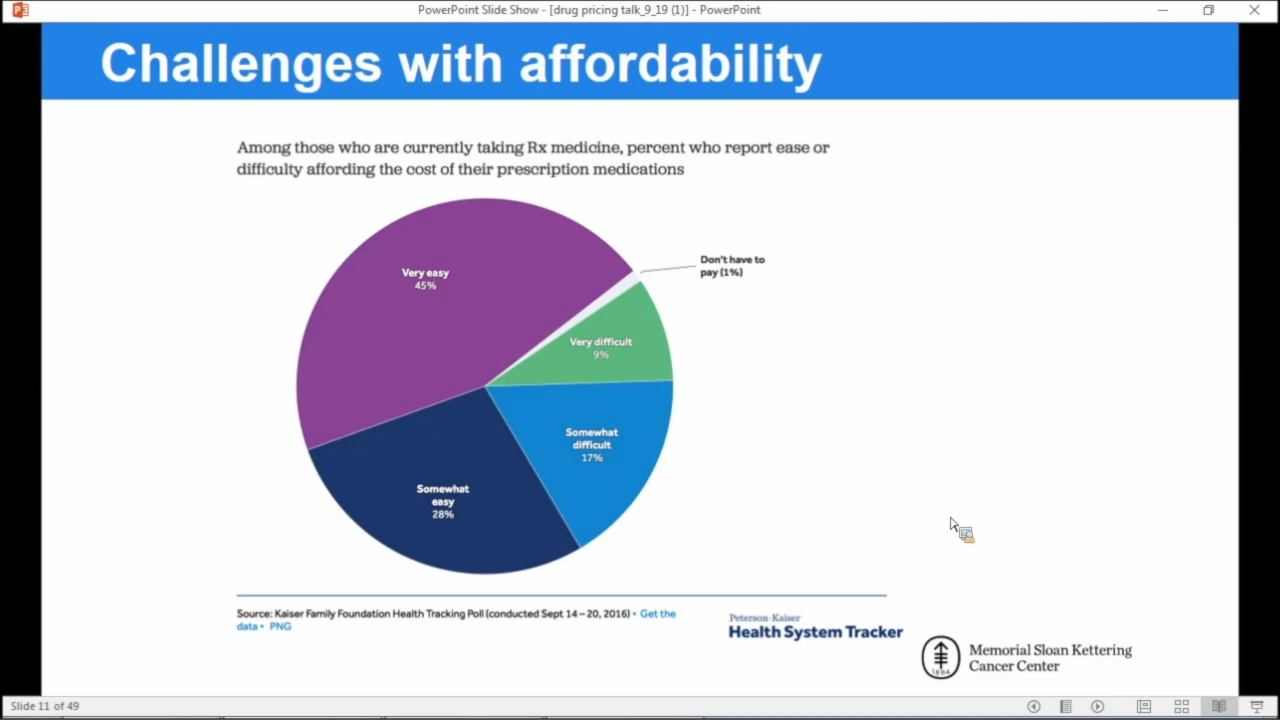 PowerPoint Slide Show - [drug pricing talk_9_19 (1)] - PowerPoint
Challenges with affordability
Among those who are currently taking Rx medicine, percent who report ease or
difficulty affording the cost of their prescription medications
Very easy
45%
Don't have to
pay (1%)
Very difficult
9%
Somewhat
difficult
17%
Somewhat
easy
28%
Source: Kaiser Family Foundation Health Tracking Poll (conducted Sept 14 – 20, 2016) • Get the
data • PNG
Peterson-Kaiser
Health System Tracker
1884
Memorial Sloan Kettering
Cancer Center
Slide 11 of 49